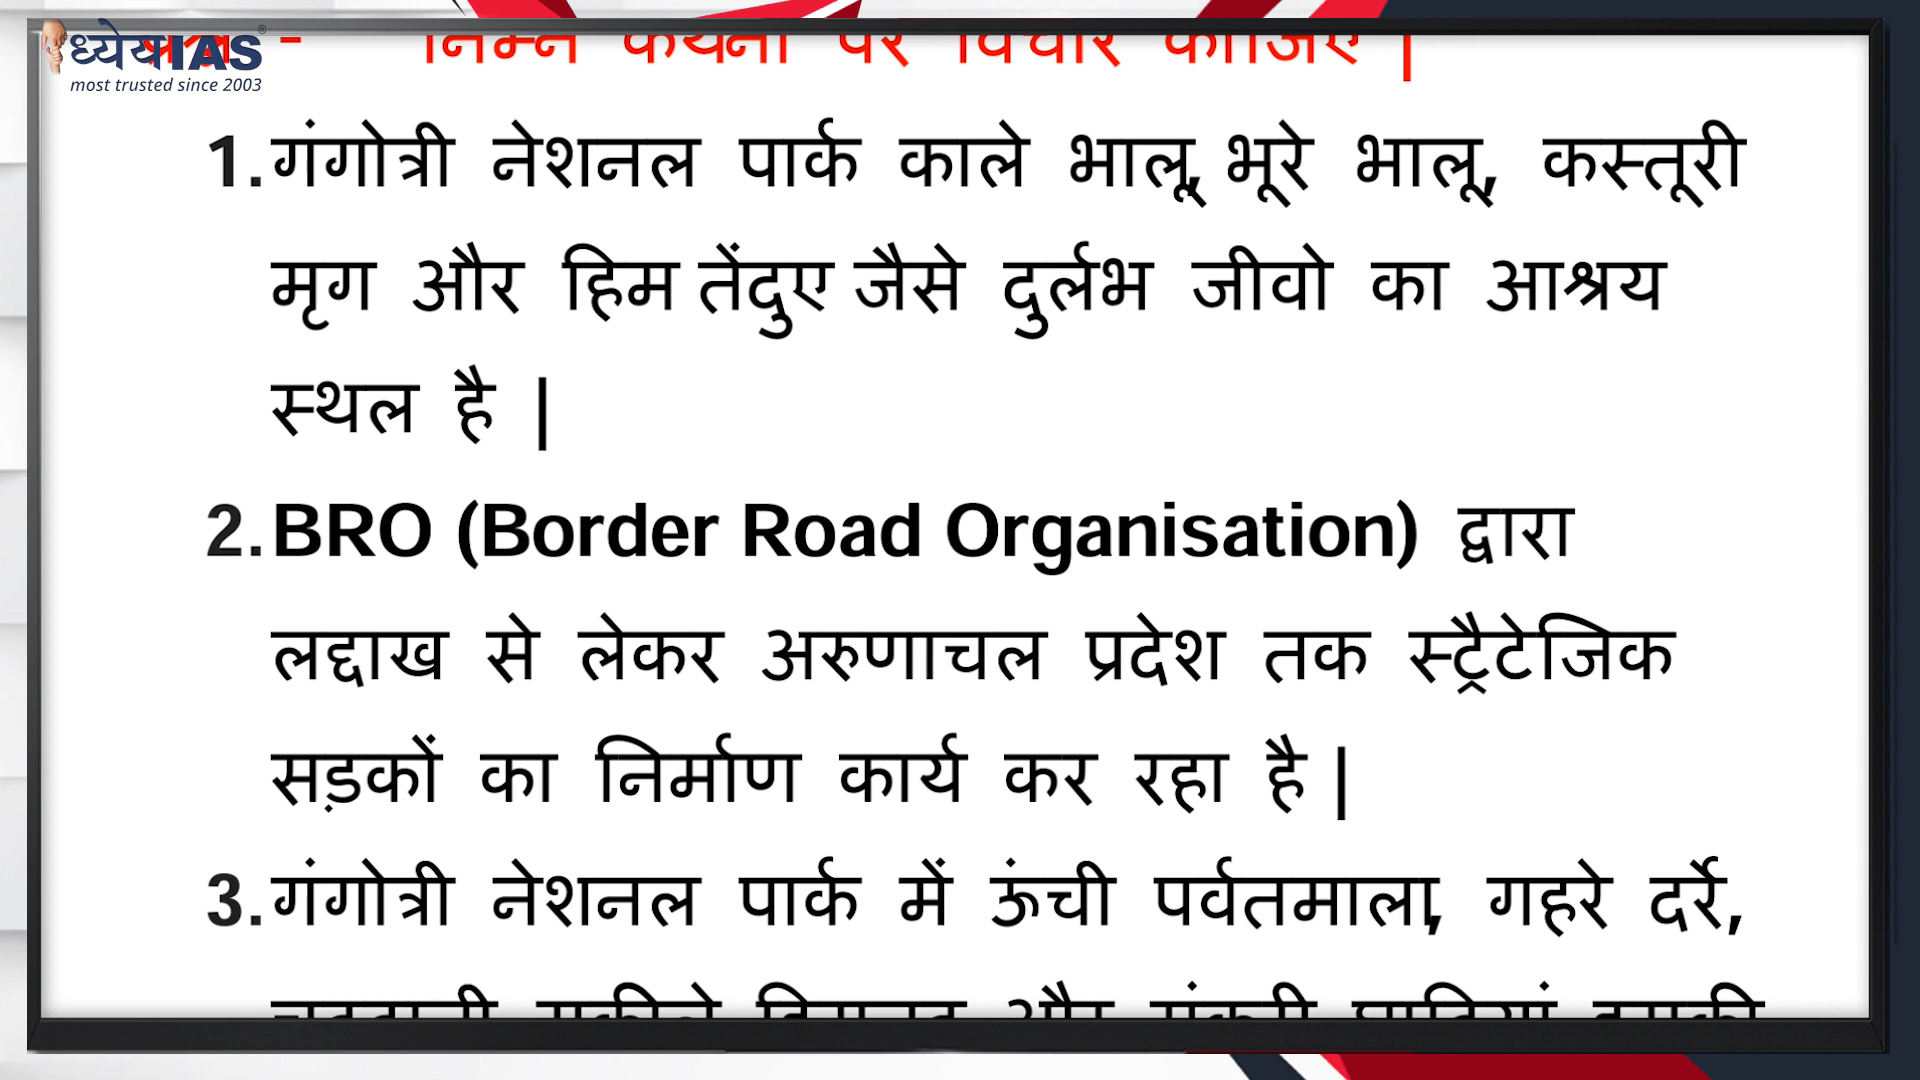 ध्येयIAS®
most trusted since 2003
निम्न कथनों पर विचार कीजिए |
1. गंगोत्री नेशनल पार्क काले भालू, भूरे भालू, कस्तूरी
मृग और हिम तेंदुए जैसे दुर्लभ जीवो का आश्रय
स्थल है |
2. BRO (Border Road Organisation) द्वारा
लद्दाख से लेकर अरुणाचल प्रदेश तक स्ट्रैटेजिक
सड़कों का निर्माण कार्य कर रहा है |
3. गंगोत्री नेशनल पार्क में ऊंची पर्वतमाला, गहरे दर्रे,